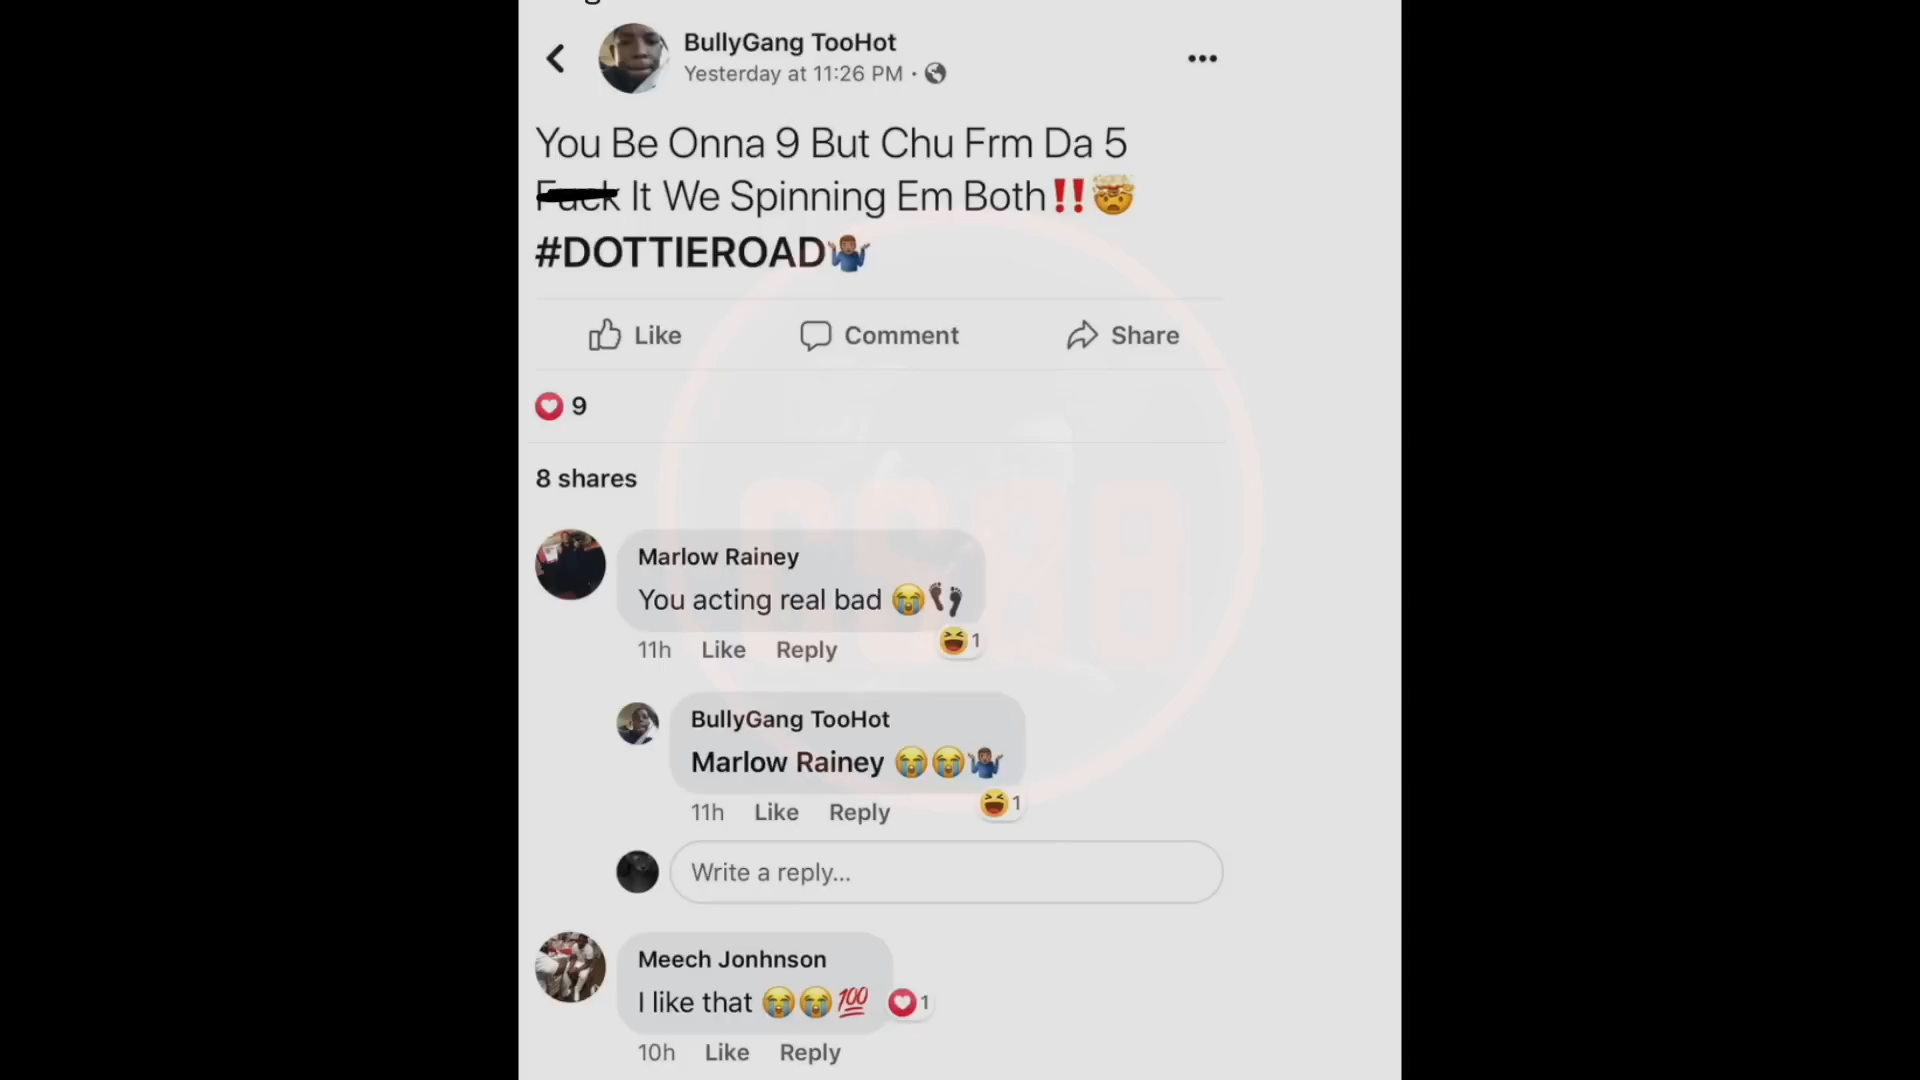 BullyGang TooHot
Yesterday at 11:26 PM ·
You Be Onna 9 But Chu Frm Da 5
Fuck It We Spinning Em Both‼️🤯
#DOTTIEROAD🤷🏽‍♂️
Like Comment Share
9
8 shares
Marlow Rainey
You acting real bad 😭👣
1
11h Like Reply
BullyGang TooHot
Marlow Rainey 😭😭🤷🏽‍♂️
1
11h Like Reply
Write a reply...
Meech Jonhnson
I like that 😭😭💯
1
10h Like Reply